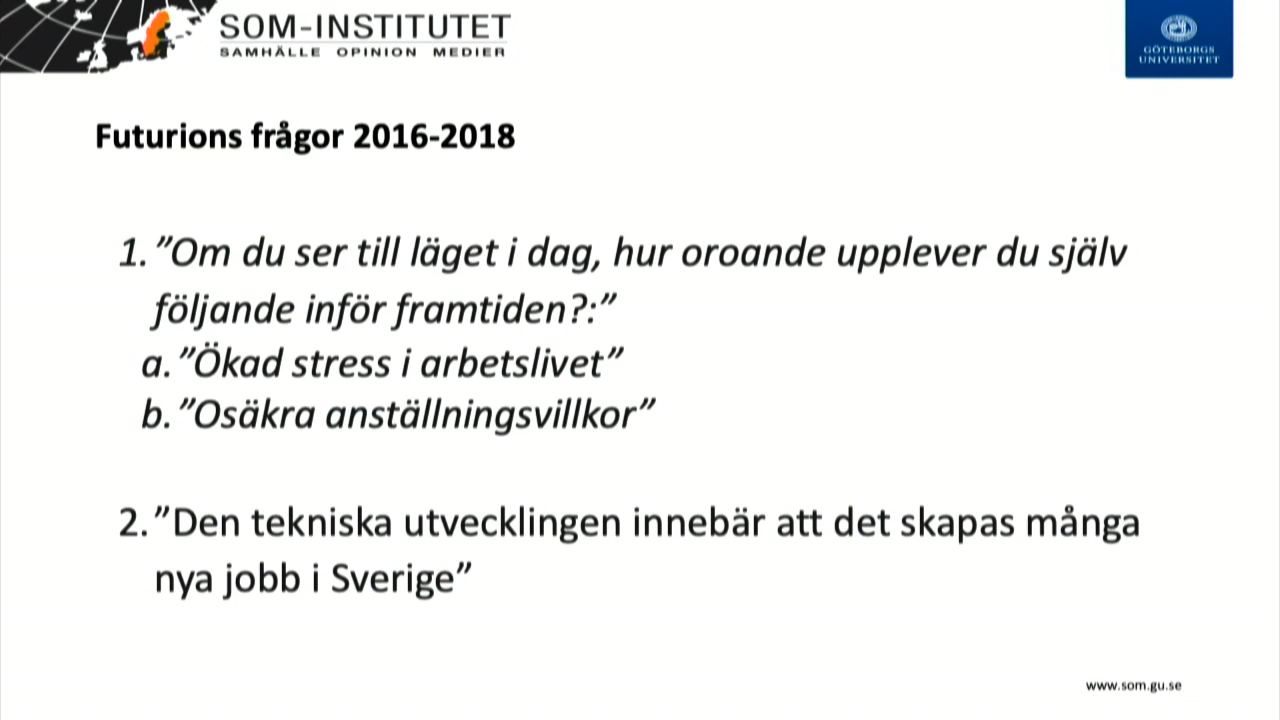 SOM-INSTITUTET
SAMHÄLLE OPINION MEDIER
GÖTEBORGS
UNIVERSITET
Futurions frågor 2016-2018
1. ”Om du ser till läget i dag, hur oroande upplever du själv
följande inför framtiden?:”
a. ”Ökad stress i arbetslivet”
b. ”Osäkra anställningsvillkor”
2. ”Den tekniska utvecklingen innebär att det skapas många
nya jobb i Sverige”
www.som.gu.se